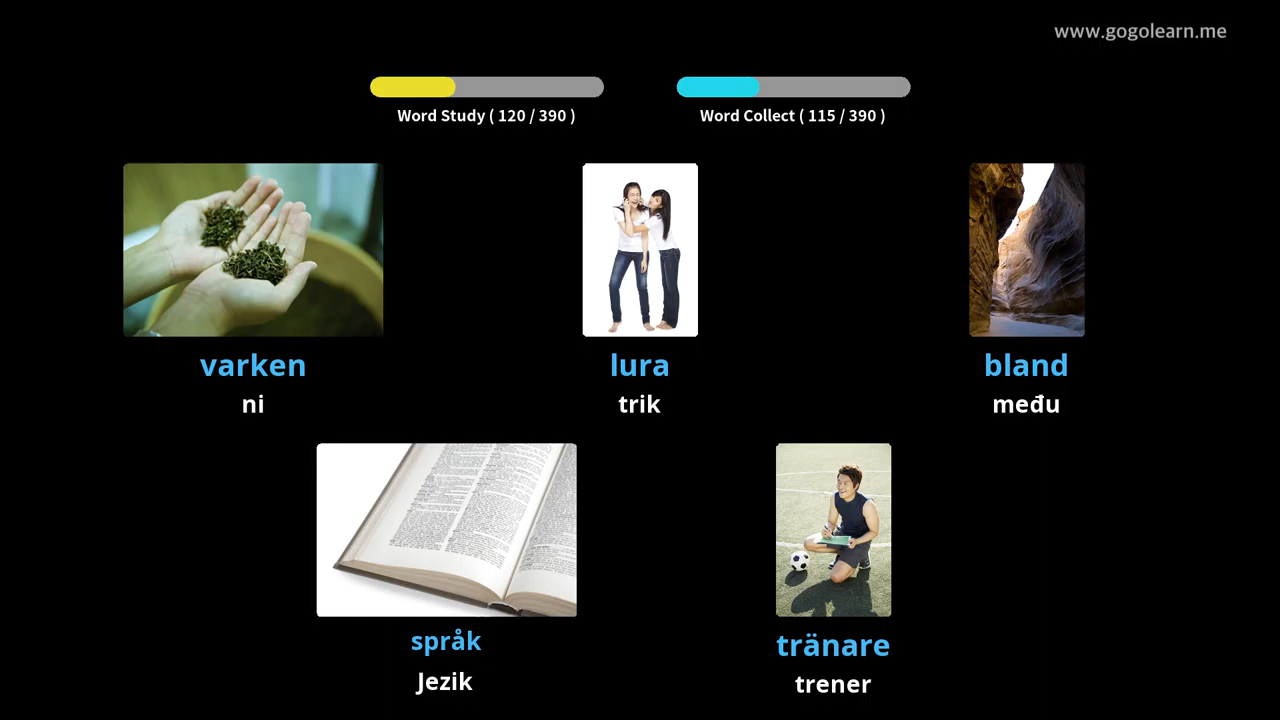 www.gogolearn.me
Word Study ( 120 / 390 )
Word Collect ( 115 / 390 )
varken
lura
bland
ni
trik
među
språk
tränare
Jezik
trener